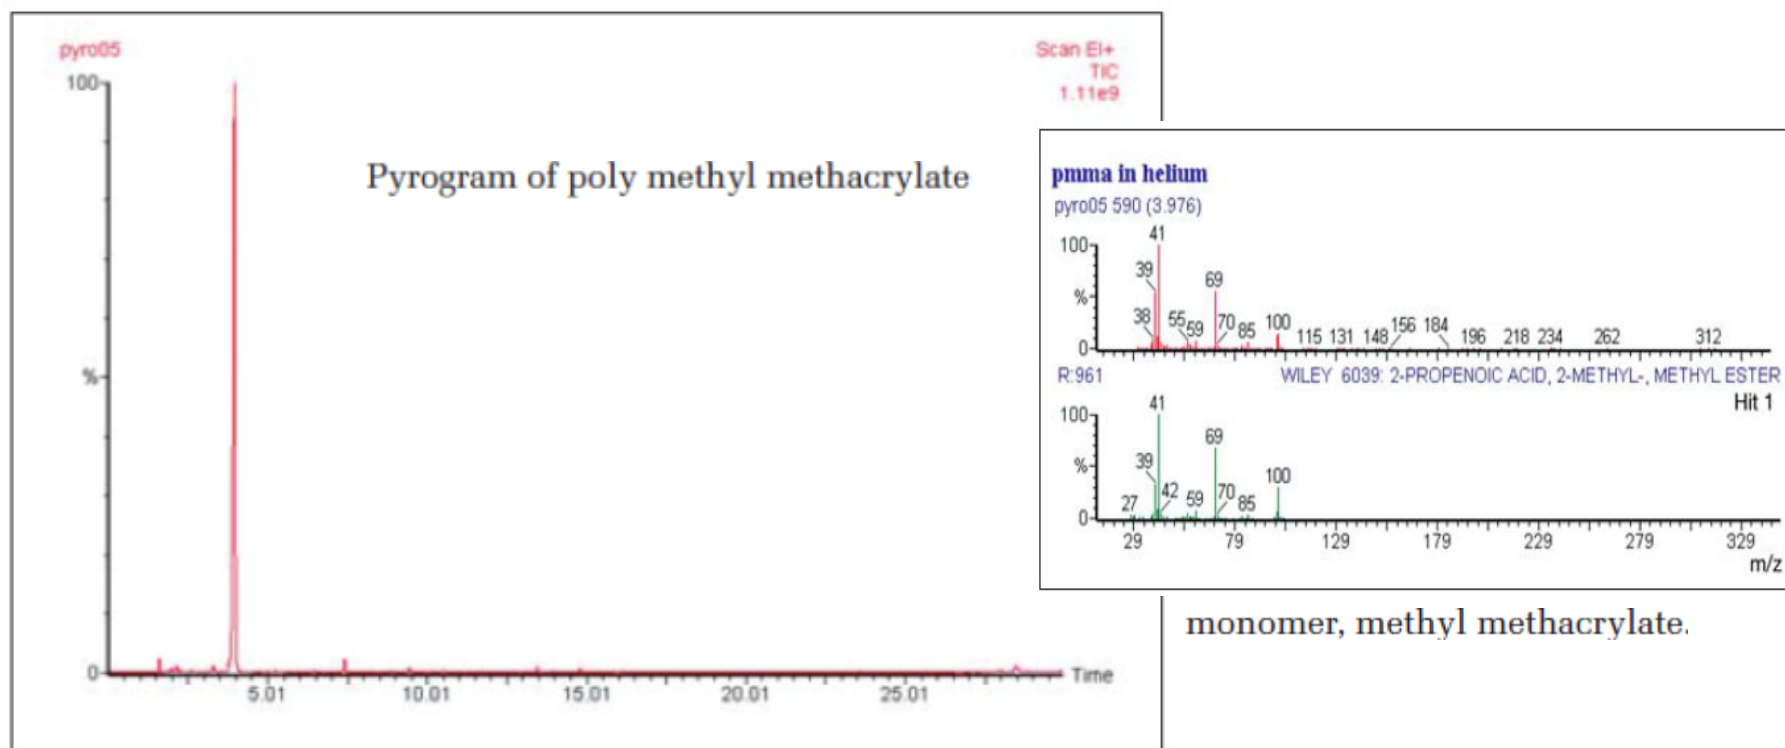 pyro05
Scan EI+
TIC
1.11e9
100
%
0
Pyrogram of poly methyl methacrylate
5.01 10.01 15.01 20.01 25.01
Time
pmma in helium
pyro05 590 (3.976)
100
%
0
41
39
38
55
59
69
70
85
100
115 131 148 156 184 196 218 234 262 312
R:961 WILLEY 6039: 2-PROPENOIC ACID, 2-METHYL-, METHYL ESTER
Hit 1
100
%
0
41
39
27
42
59
69
70
85
100
29 79 129 179 229 279 329
m/z
monomer, methyl methacrylate.